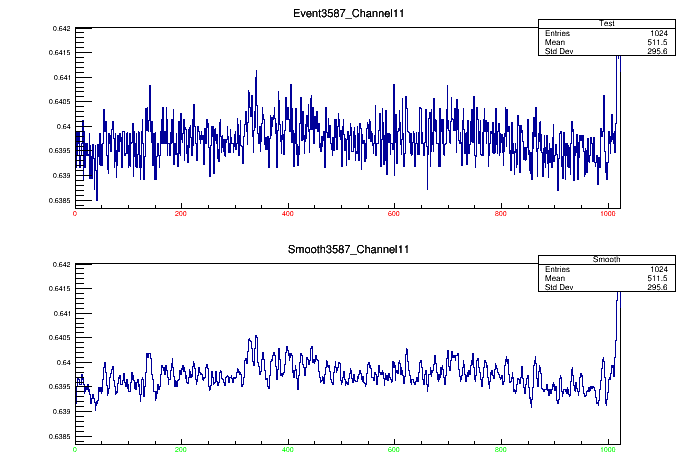 Event3587_Channel11
Test
Entries 1024
Mean 511.5
Std Dev 295.6
0.642
0.6415
0.641
0.6405
0.64
0.6395
0.639
0.6385
0 200 400 600 800 1000
Smooth3587_Channel11
Smooth
Entries 1024
Mean 511.5
Std Dev 295.6
0.642
0.6415
0.641
0.6405
0.64
0.6395
0.639
0.6385
0 200 400 600 800 1000